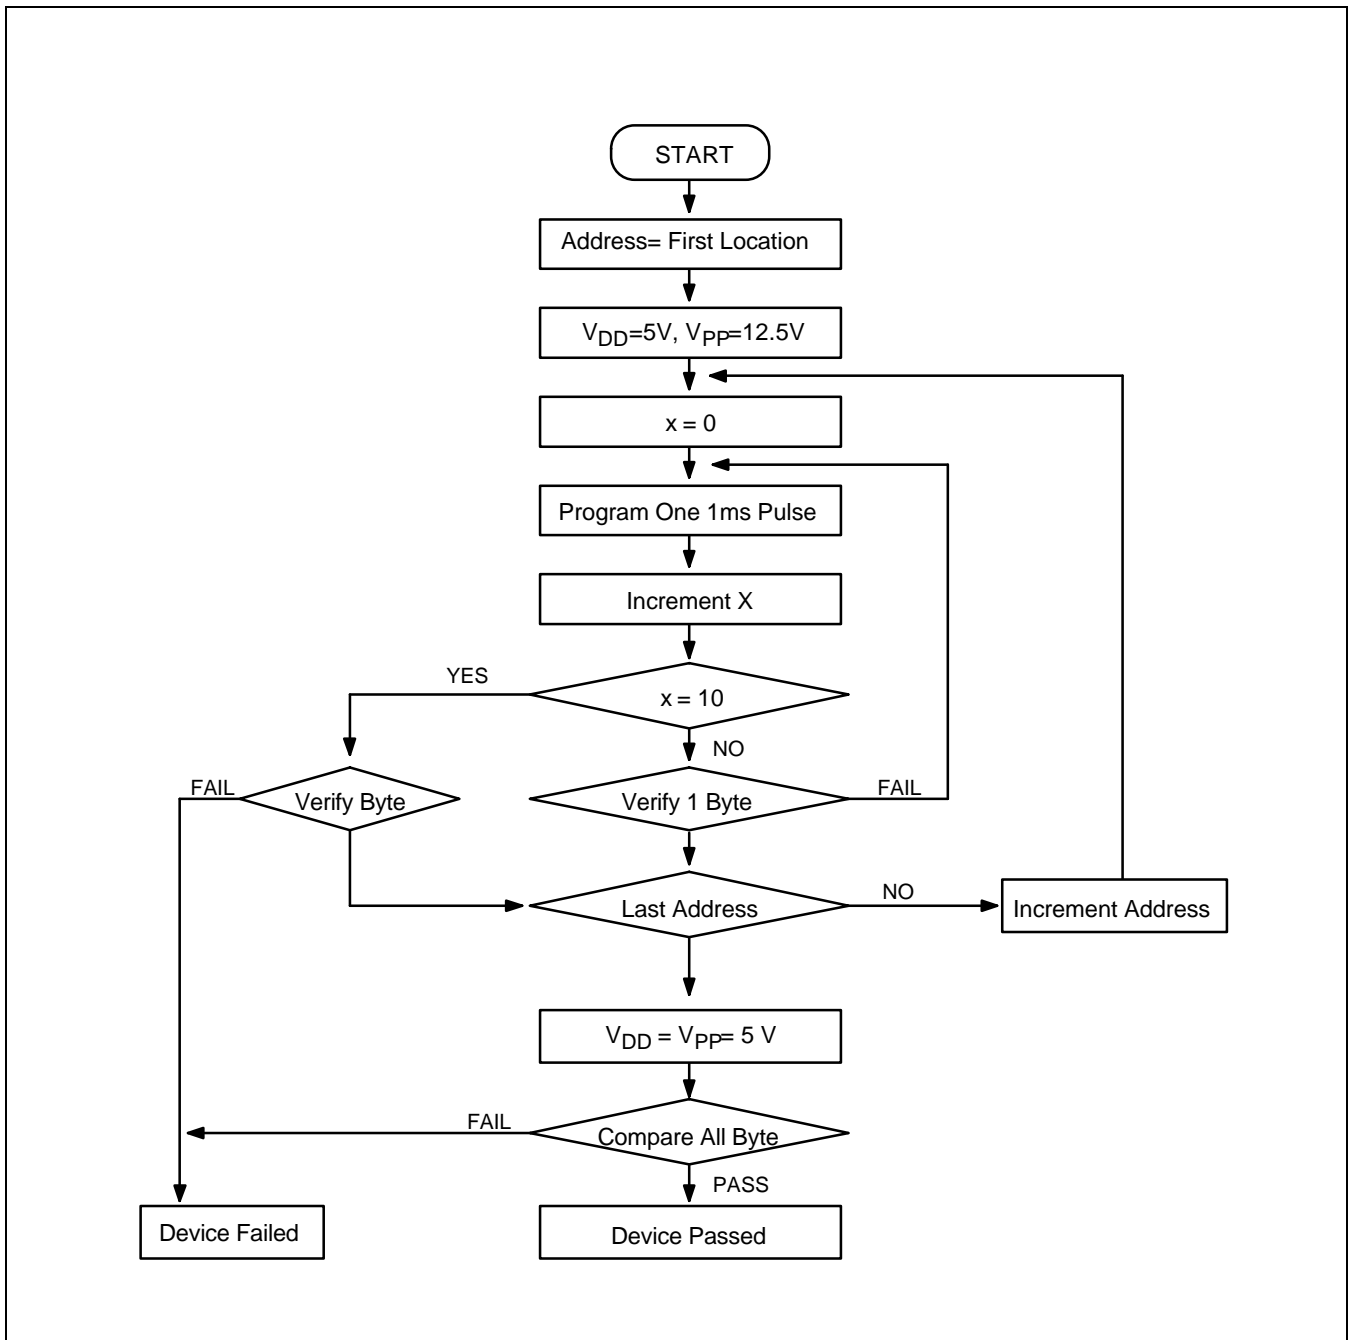 START
Address= First Location
VDD=5V, VPP=12.5V
x = 0
Program One 1ms Pulse
Increment X
YES
x = 10
NO
FAIL
Verify Byte
Verify 1 Byte
FAIL
Last Address
NO
Increment Address
VDD = VPP= 5 V
FAIL
Compare All Byte
PASS
Device Failed
Device Passed